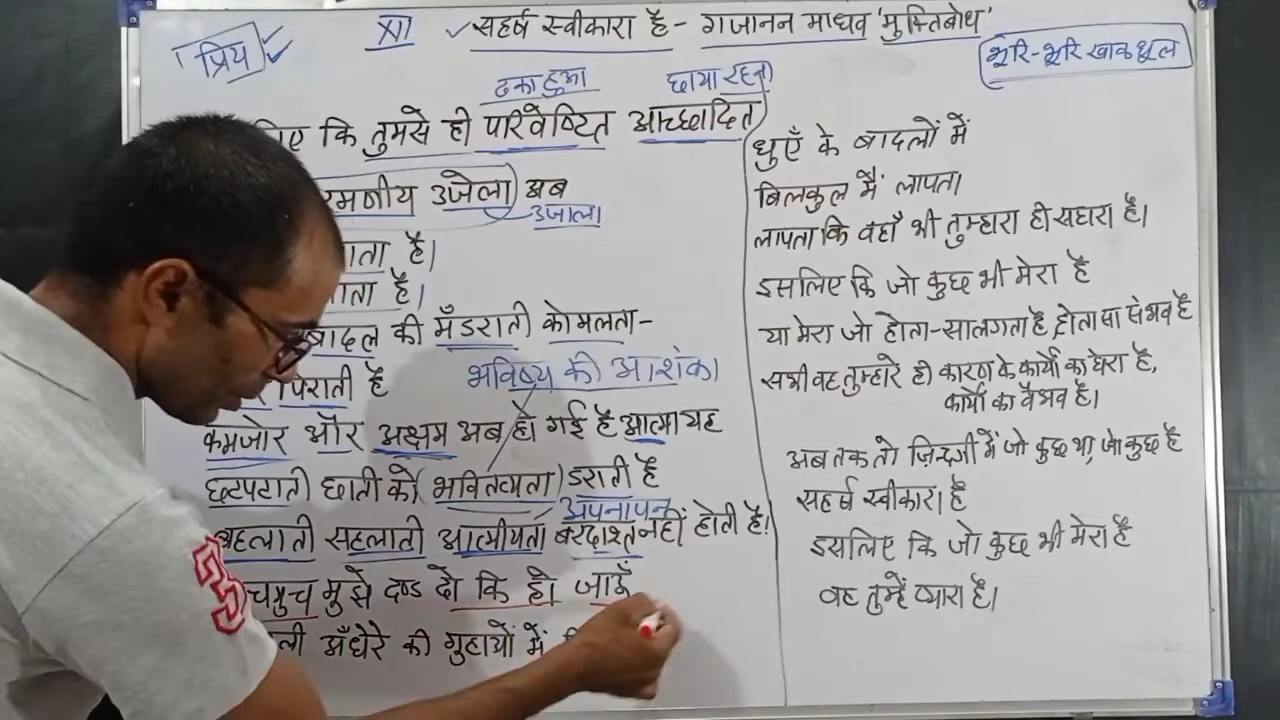 प्रिय
XII
सहर्ष स्वीकारा है - गजानन माधव 'मुक्तिबोध'
भूरि-भूरि खाक धूल
ढका हुआ छाया रहना
कि तुमसे ही परिवेष्टित आच्छादित
रमणीय उजेला) अब
उजाला
है।
है।
बादल की मँडराती कोमलता-
पिराती है
भविष्य की आशंका
कमजोर और अक्षम अब हो गई है आत्मा यह
छटपटाती छाती को (भवितव्यता) डराती है
अपनापन
बहलाती सहलाती आत्मीयता बरदाश्त नहीं होती है!
मुझे दण्ड दो कि हो जाऊँ
अँधेरे की गुहायों में
धुएँ के बादलों में
बिलकुल मैं लापता
लापता कि वहाँ भी तुम्हारा ही सहारा है।
इसलिए कि जो कुछ भी मेरा है
या मेरा जो होता-सा लगता है, होता सा संभव है
सभी वह तुम्हारे ही कारण के कार्यों का घेरा है,
कार्यों का वैभव है।
अब तक तो ज़िन्दगी में जो कुछ था, जो कुछ है
सहर्ष स्वीकारा है
इसलिए कि जो कुछ भी मेरा है
वह तुम्हें प्यारा है।